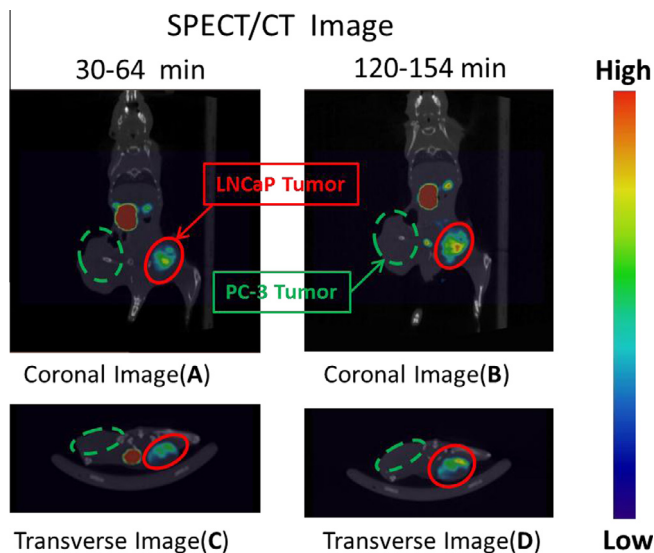 SPECT/CT Image
30-64 min
120-154 min
High
LNCaP Tumor
PC-3 Tumor
Coronal Image(A)
Coronal Image(B)
Transverse Image(C)
Transverse Image(D)
Low